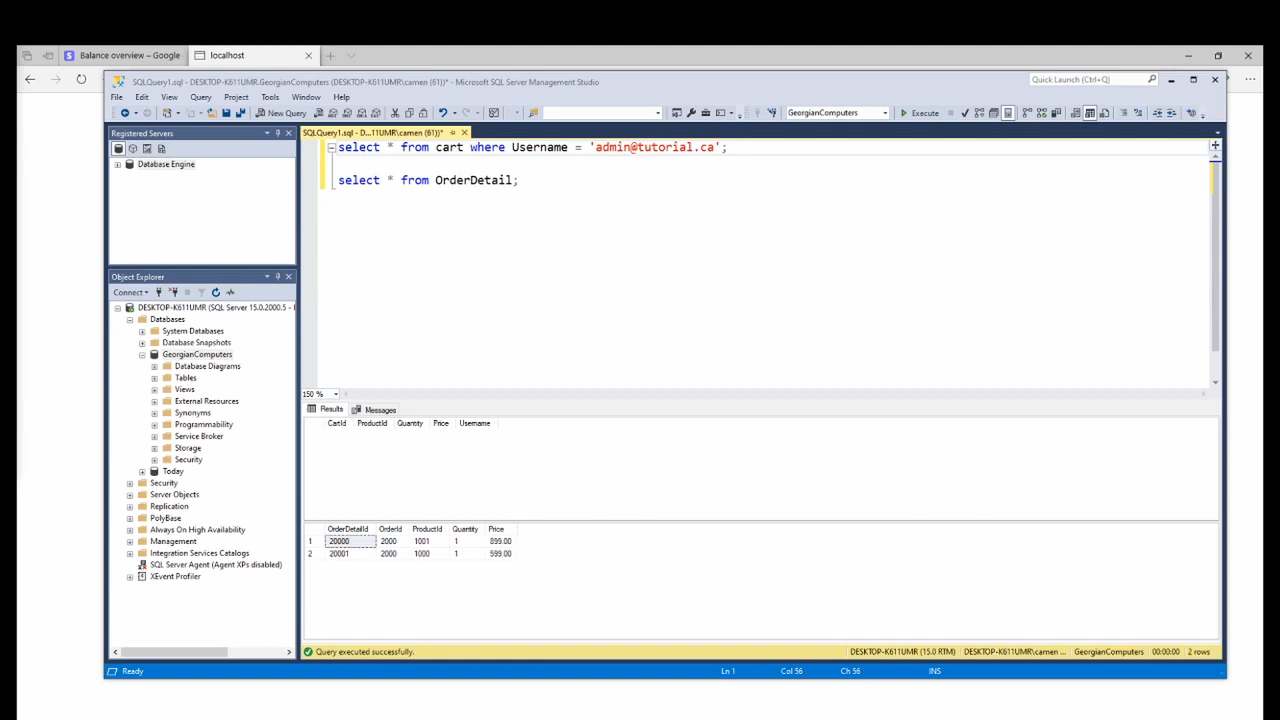 Balance overview – Google
localhost
SQLQuery1.sql - DESKTOP-K611UMR.GeorgianComputers (DESKTOP-K611UMR\camen (61))* - Microsoft SQL Server Management Studio
Quick Launch (Ctrl+Q)
File Edit View Query Project Tools Window Help
New Query
GeorgianComputers
Execute
Registered Servers
SQLQuery1.sql - D...11UMR\camen (61))*
select * from cart where Username = 'admin@tutorial.ca';
Database Engine
select * from OrderDetail;
Object Explorer
Connect
DESKTOP-K611UMR (SQL Server 15.0.2000.5 -
Databases
System Databases
Database Snapshots
GeorgianComputers
Database Diagrams
Tables
Views
External Resources
Synonyms
Programmability
Service Broker
Storage
Security
Today
Security
Server Objects
Replication
PolyBase
Always On High Availability
Management
Integration Services Catalogs
SQL Server Agent (Agent XPs disabled)
XEvent Profiler
150 %
Results Messages
CartId ProductId Quantity Price Username
OrderDetailId OrderId ProductId Quantity Price
1 20000 2000 1001 1 899.00
2 20001 2000 1000 1 599.00
Query executed successfully.
DESKTOP-K611UMR (15.0 RTM) DESKTOP-K611UMR\camen ... GeorgianComputers 00:00:00 2 rows
Ready Ln 1 Col 56 Ch 56 INS